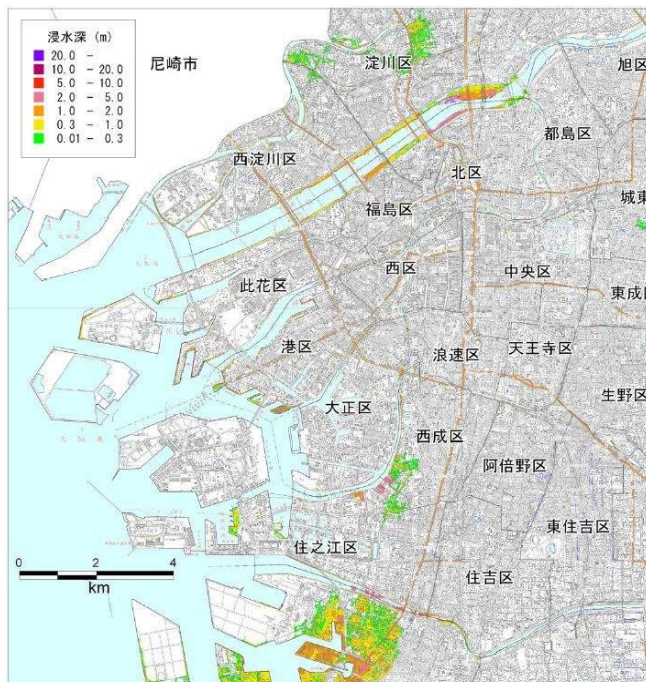 浸水深 (m)
20.0 -
10.0 - 20.0
5.0 - 10.0
2.0 - 5.0
1.0 - 2.0
0.3 - 1.0
0.01 - 0.3
尼崎市
淀川区
旭区
都島区
西淀川区
北区
福島区
城東
西区
中央区
此花区
東成区
港区
浪速区
天王寺区
大正区
生野区
西成区
阿倍野区
東住吉区
住之江区
住吉区
0 2 4
km